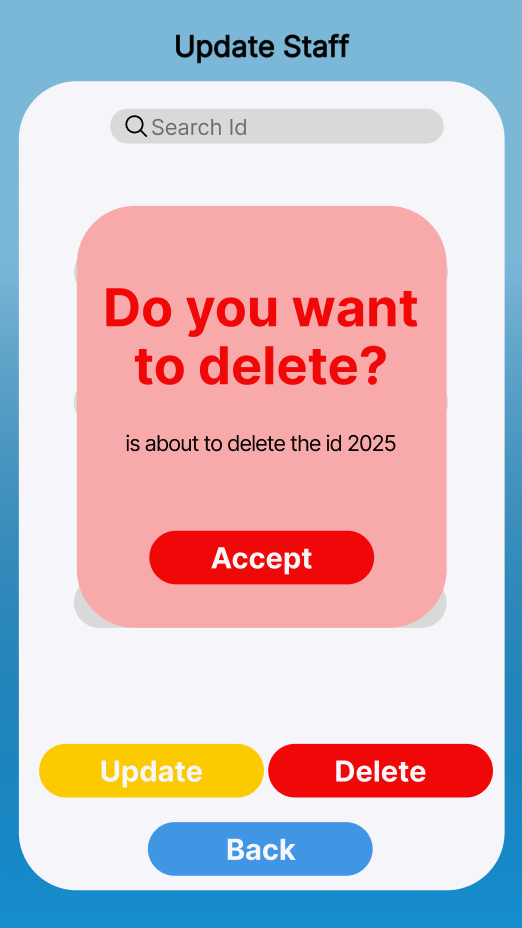 Update Staff
Search Id
Do you want
to delete?
is about to delete the id 2025
Accept
Update
Delete
Back